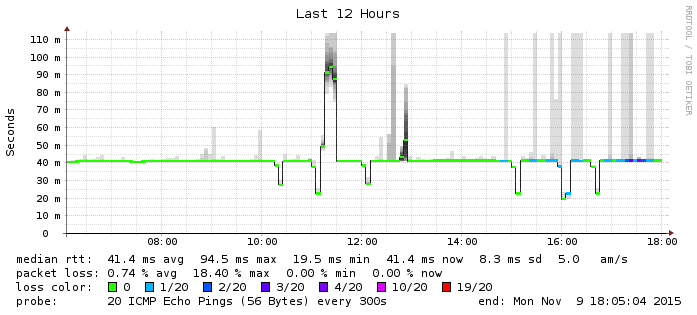 Last 12 Hours
RRDTOOL / TOBI OETIKER
Seconds
110 m
100 m
90 m
80 m
70 m
60 m
50 m
40 m
30 m
20 m
10 m
0
08:00 10:00 12:00 14:00 16:00 18:00
median rtt: 41.4 ms avg 94.5 ms max 19.5 ms min 41.4 ms now 8.3 ms sd 5.0 am/s
packet loss: 0.74 % avg 18.40 % max 0.00 % min 0.00 % now
loss color: 0 1/20 2/20 3/20 4/20 10/20 19/20
probe: 20 ICMP Echo Pings (56 Bytes) every 300s end: Mon Nov 9 18:05:04 2015